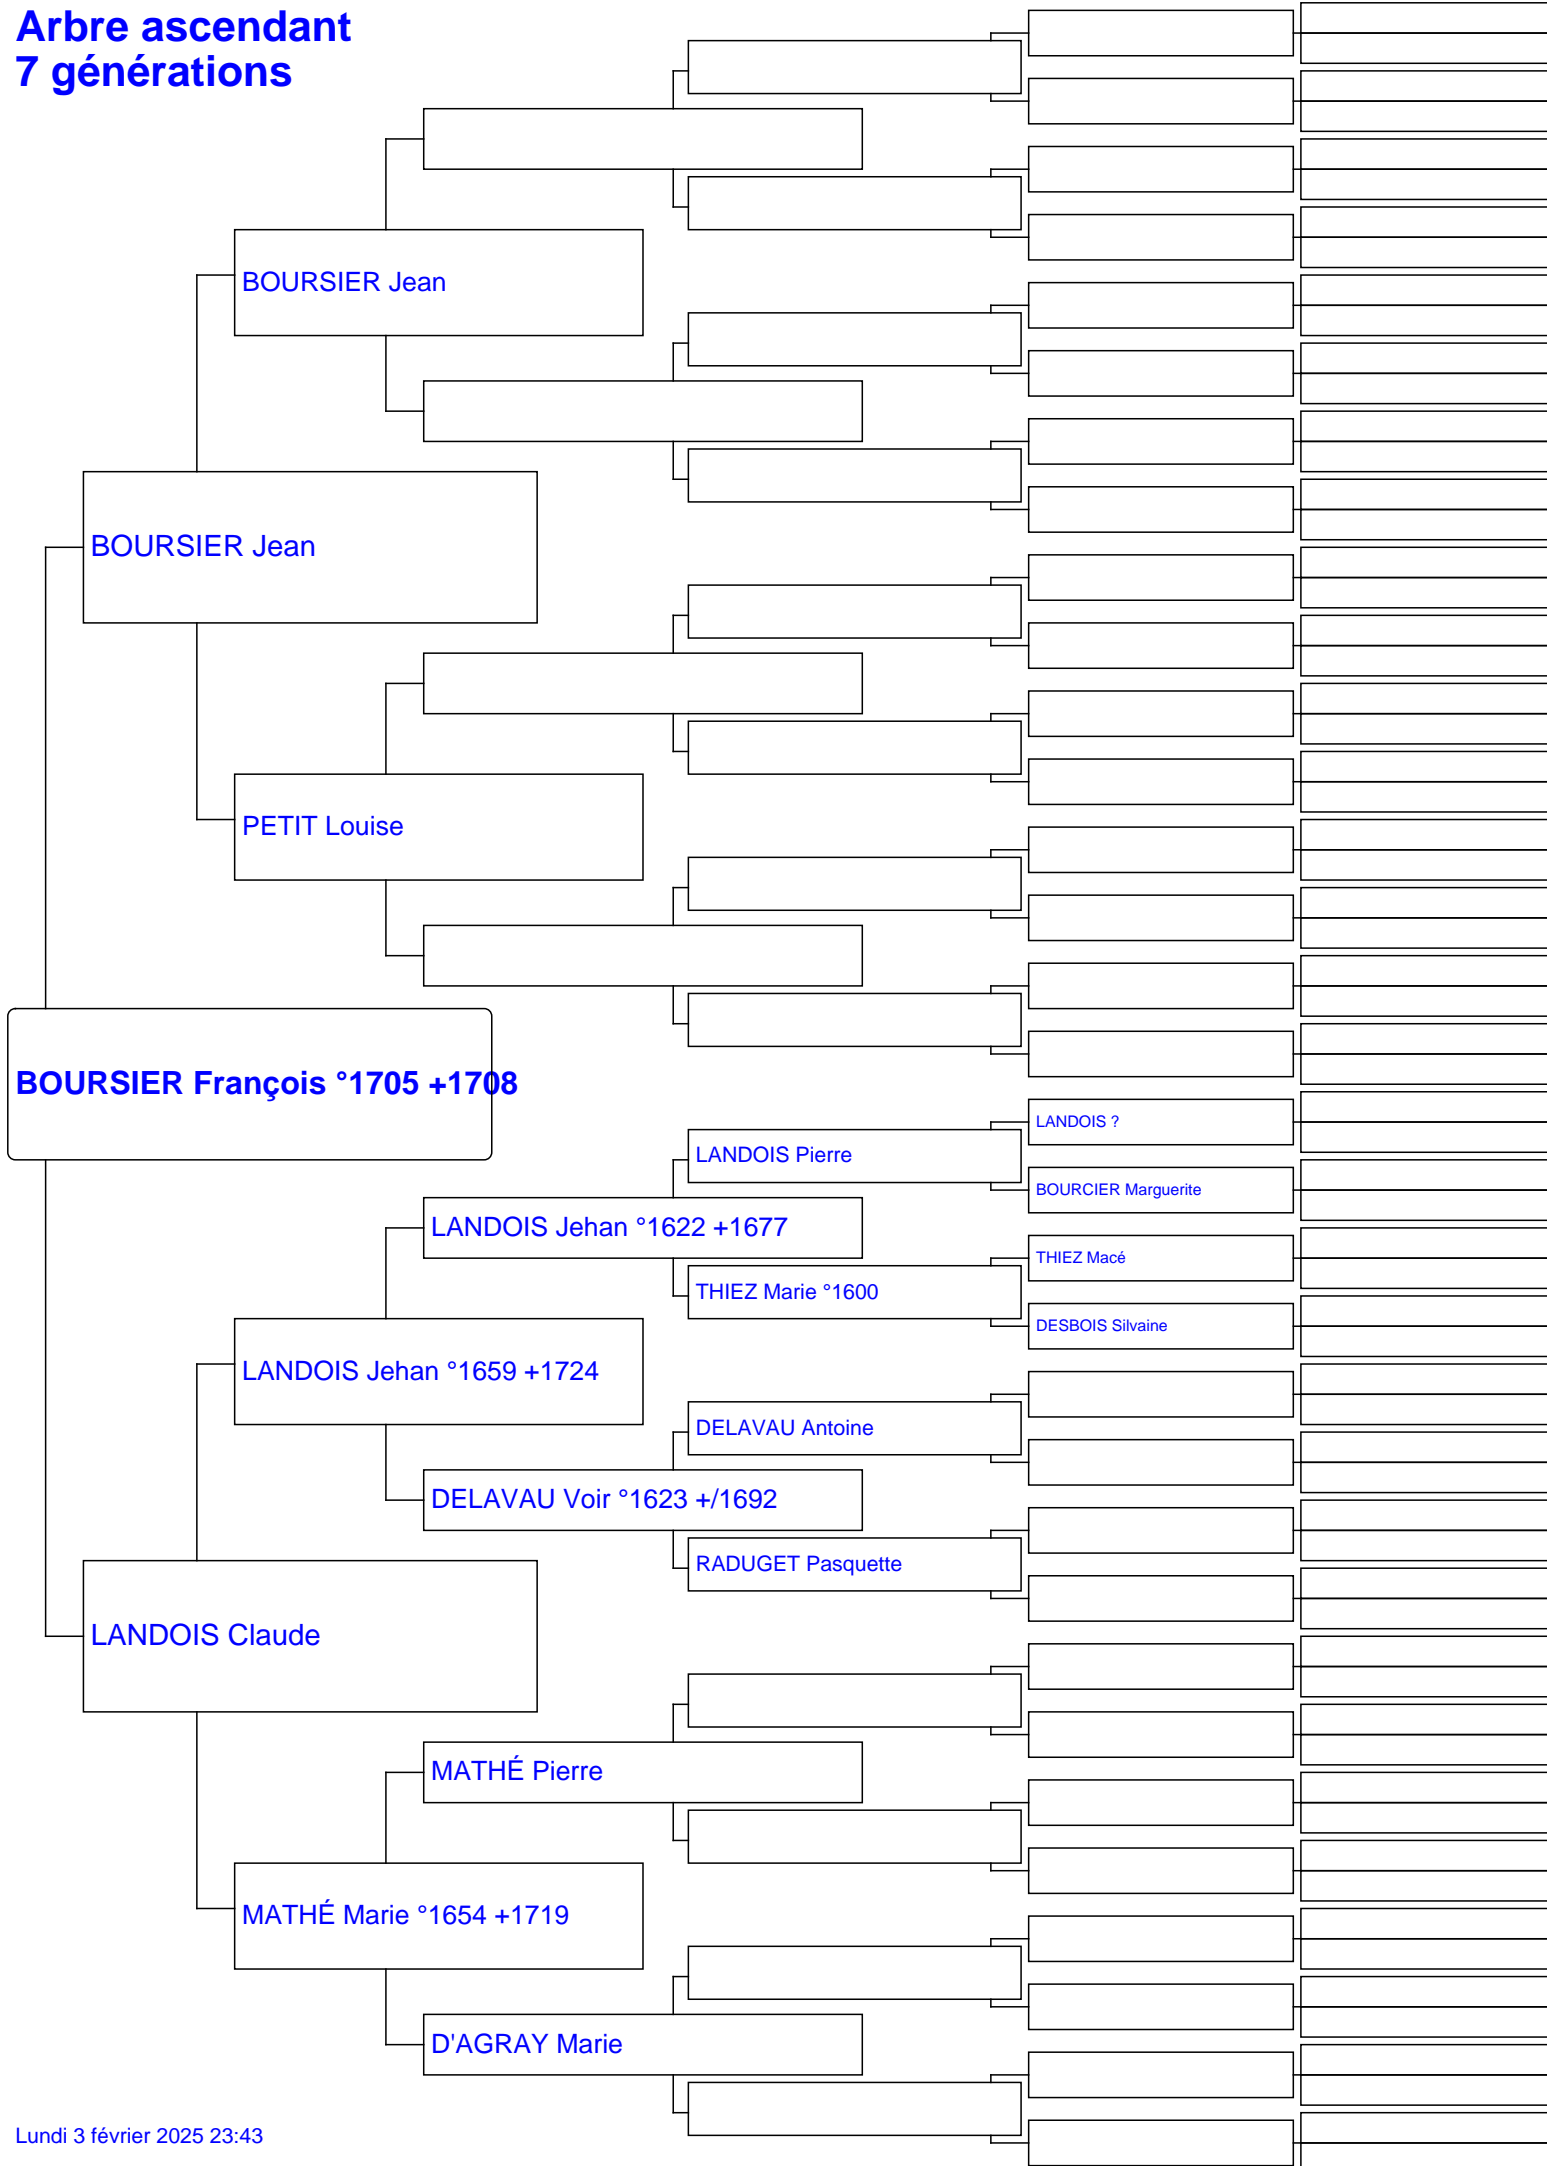 Arbre ascendant
7 générations
BOURSIER Jean
BOURSIER Jean
PETIT Louise
BOURSIER François °1705 +1708
LANDOIS ?
LANDOIS Pierre
BOURCIER Marguerite
LANDOIS Jehan °1622 +1677
THIEZ Macé
THIEZ Marie °1600
DESBOIS Silvaine
LANDOIS Jehan °1659 +1724
DELAVAU Antoine
DELAVAU Voir °1623 +/1692
RADUGET Pasquette
LANDOIS Claude
MATHÉ Pierre
MATHÉ Marie °1654 +1719
D'AGRAY Marie
Lundi 3 février 2025 23:43